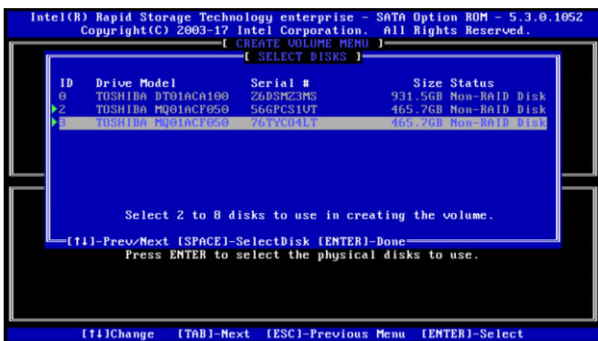 Intel(R) Rapid Storage Technology enterprise - SATA Option ROM - 5.3.0.1052
Copyright(C) 2003-17 Intel Corporation. All Rights Reserved.
[ CREATE VOLUME MENU ]
[ SELECT DISKS ]
ID Drive Model Serial # Size Status
0 TOSHIBA DT01ACA100 Z6DSMZ3MS 931.5GB Non-RAID Disk
2 TOSHIBA MQ01ACF050 56GPCS1VT 465.7GB Non-RAID Disk
3 TOSHIBA MQ01ACF050 76TYC04LT 465.7GB Non-RAID Disk
Select 2 to 8 disks to use in creating the volume.
[↑↓]-Prev/Next [SPACE]-SelectDisk [ENTER]-Done
Press ENTER to select the physical disks to use.
[↑↓]Change [TAB]-Next [ESC]-Previous Menu [ENTER]-Select